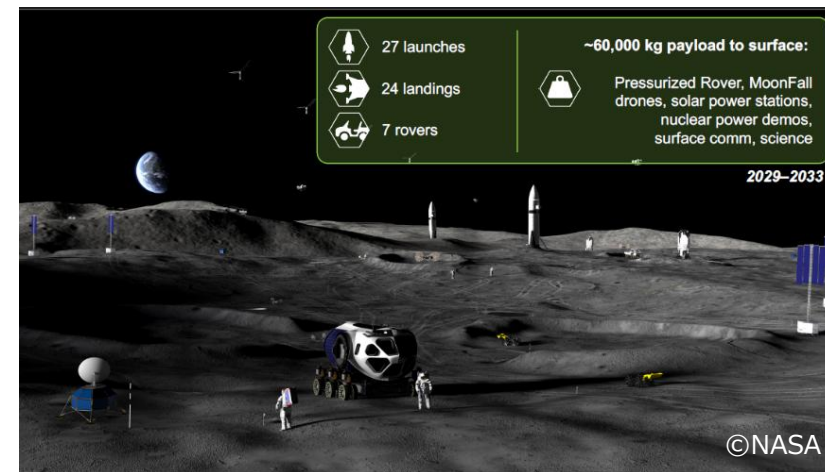 27 launches
24 landings
7 rovers
~60,000 kg payload to surface:
Pressurized Rover, MoonFall
drones, solar power stations,
nuclear power demos,
surface comm, science
2029–2033
©NASA